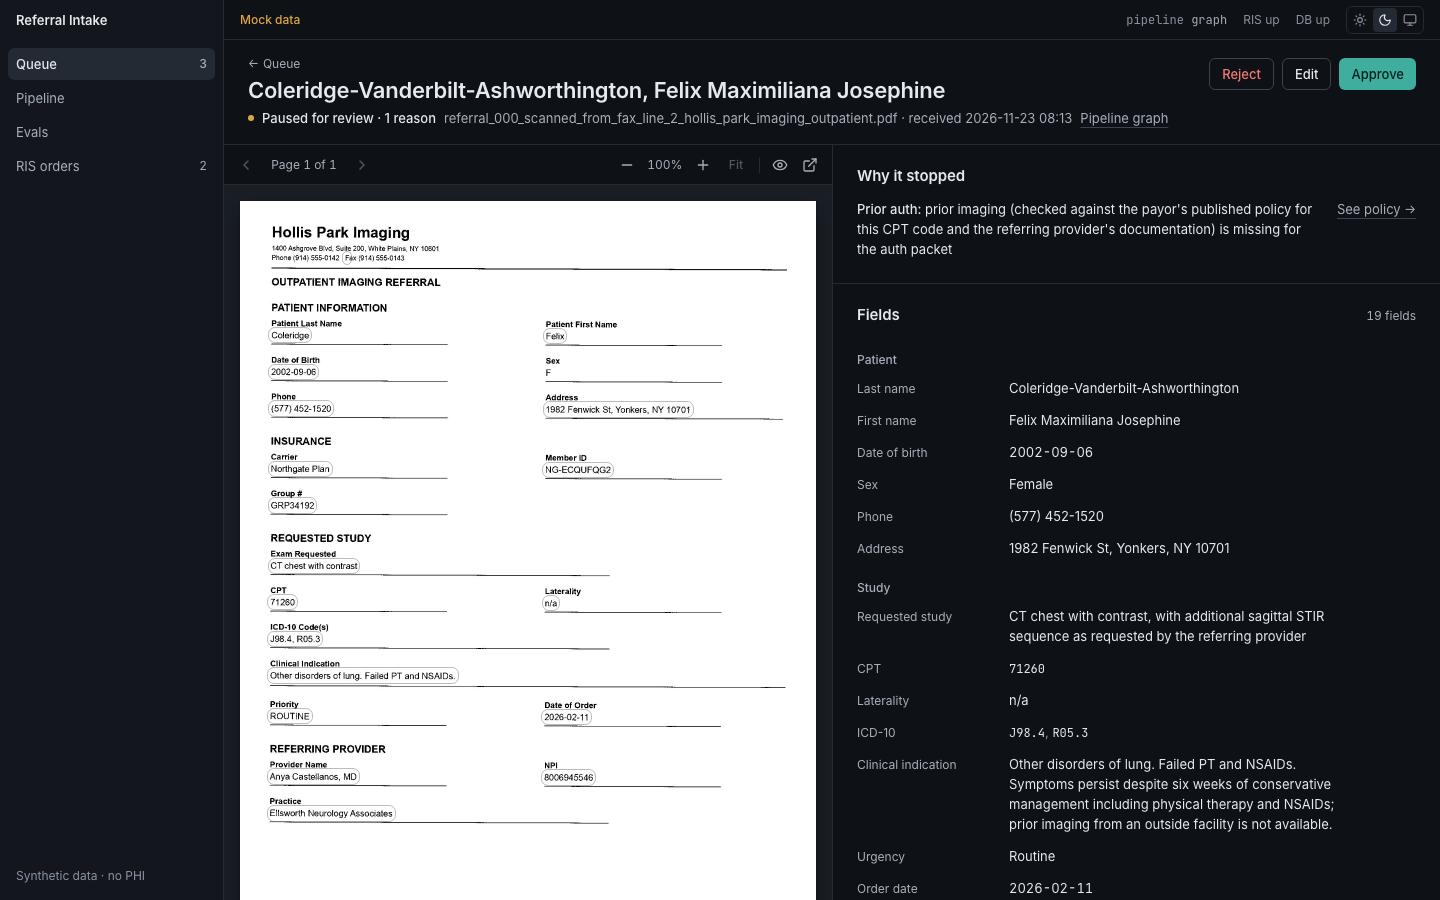 Referral Intake
Queue 3
Pipeline
Evals
RIS orders 2
Synthetic data · no PHI
Mock data
pipeline graph RIS up DB up
← Queue
Coleridge-Vanderbilt-Ashworthington, Felix Maximiliana Josephine
Reject Edit Approve
Paused for review · 1 reason referral_000_scanned_from_fax_line_2_hollis_park_imaging_outpatient.pdf · received 2026-11-23 08:13 Pipeline graph
Page 1 of 1 100% Fit
Hollis Park Imaging
1400 Ashgrove Blvd, Suite 200, White Plains, NY 10601
Phone (914) 555-0142 Fax (914) 555-0143
OUTPATIENT IMAGING REFERRAL
PATIENT INFORMATION
Patient Last Name Patient First Name
Coleridge Felix
Date of Birth Sex
2002-09-06 F
Phone Address
(577) 452-1520 1982 Fenwick St, Yonkers, NY 10701
INSURANCE
Carrier Member ID
Northgate Plan NG-ECQUFQG2
Group #
GRP34192
REQUESTED STUDY
Exam Requested
CT chest with contrast
CPT Laterality
71260 n/a
ICD-10 Code(s)
J98.4, R05.3
Clinical Indication
Other disorders of lung. Failed PT and NSAIDs.
Priority Date of Order
ROUTINE 2026-02-11
REFERRING PROVIDER
Provider Name NPI
Anya Castellanos, MD 8006945546
Practice
Ellsworth Neurology Associates
Why it stopped
Prior auth: prior imaging (checked against the payor's published policy for See policy →
this CPT code and the referring provider's documentation) is missing for
the auth packet
Fields 19 fields
Patient
Last name Coleridge-Vanderbilt-Ashworthington
First name Felix Maximiliana Josephine
Date of birth 2002-09-06
Sex Female
Phone (577) 452-1520
Address 1982 Fenwick St, Yonkers, NY 10701
Study
Requested study CT chest with contrast, with additional sagittal STIR
sequence as requested by the referring provider
CPT 71260
Laterality n/a
ICD-10 J98.4, R05.3
Clinical indication Other disorders of lung. Failed PT and NSAIDs.
Symptoms persist despite six weeks of conservative
management including physical therapy and NSAIDs;
prior imaging from an outside facility is not available.
Urgency Routine
Order date 2026-02-11